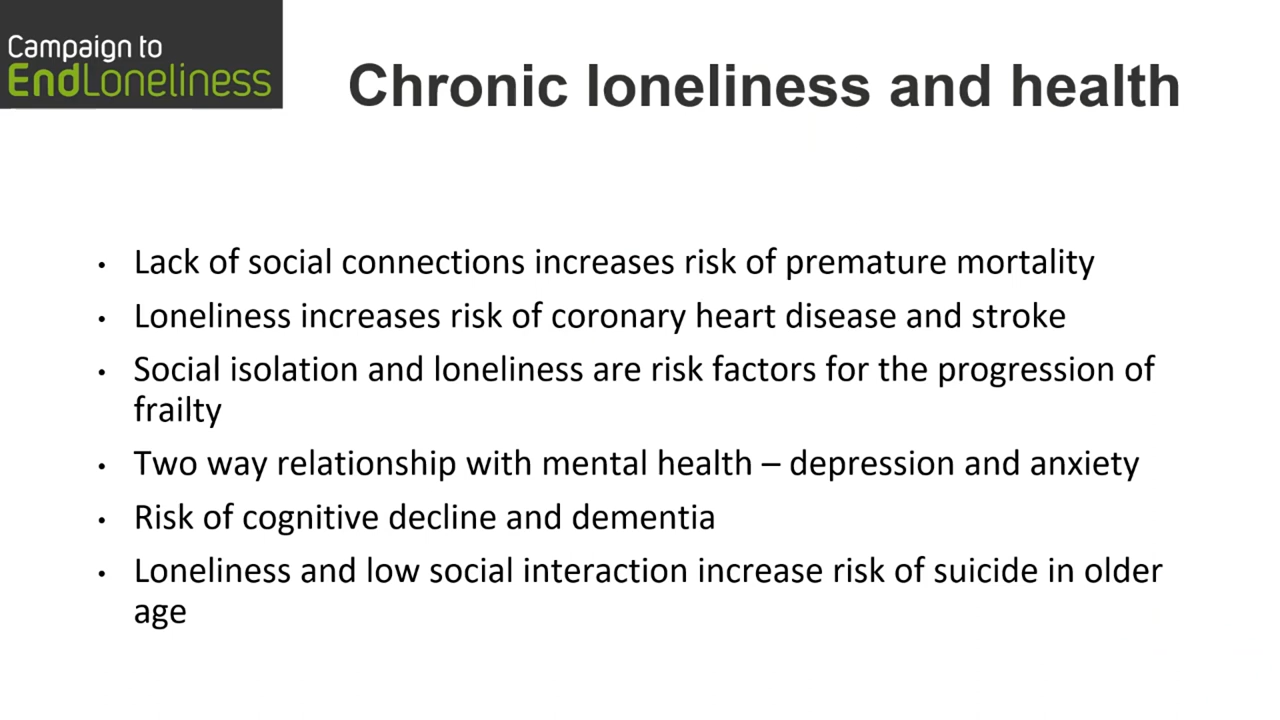 Campaign to
EndLoneliness
Chronic loneliness and health
• Lack of social connections increases risk of premature mortality
• Loneliness increases risk of coronary heart disease and stroke
• Social isolation and loneliness are risk factors for the progression of
frailty
• Two way relationship with mental health – depression and anxiety
• Risk of cognitive decline and dementia
• Loneliness and low social interaction increase risk of suicide in older
age